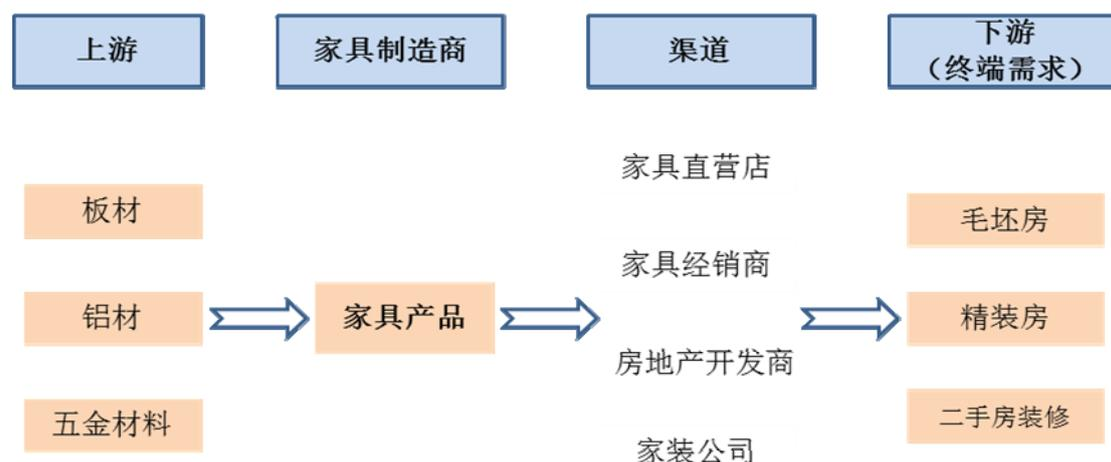 上游
家具制造商
渠道
下游
（终端需求）
板材
铝材
五金材料
家具产品
家具直营店
家具经销商
房地产开发商
家装公司
毛坯房
精装房
二手房装修